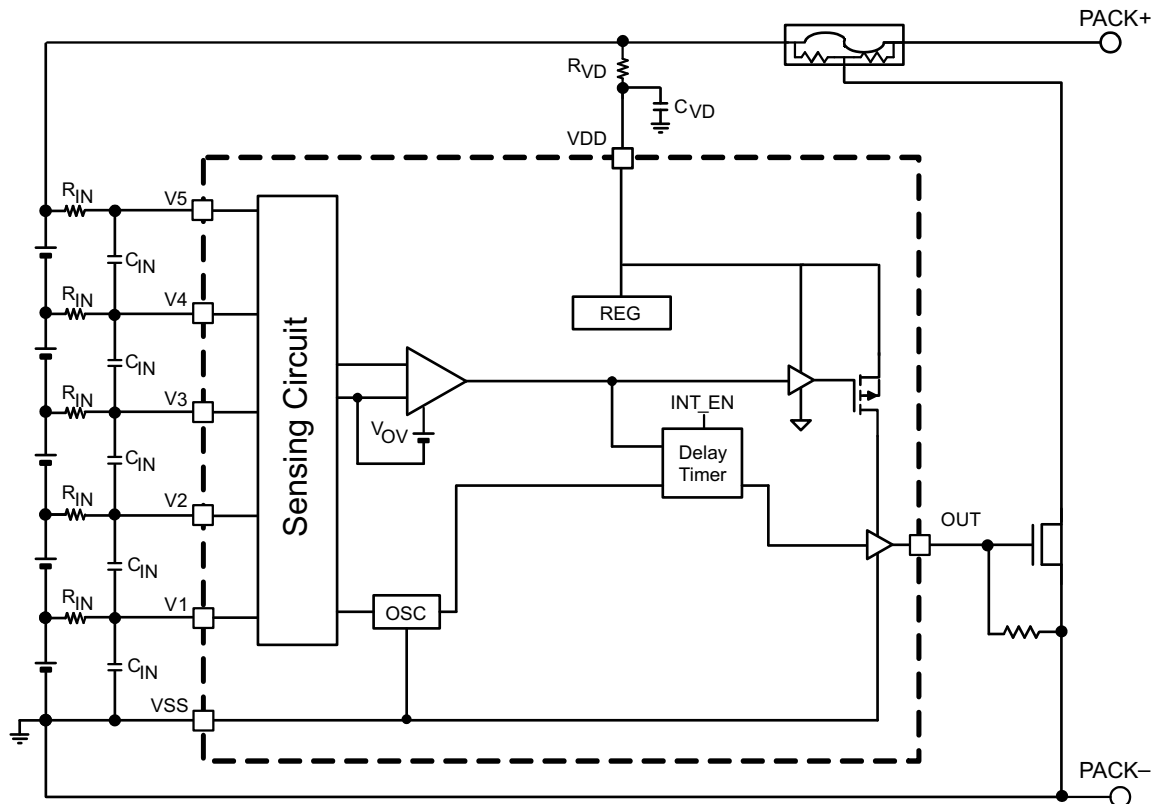 PACK+
RVD
CVD
VDD
RIN
V5
CIN
RIN
V4
REG
CIN
RIN
V3
Sensing Circuit
INT_EN
VOV
Delay
Timer
CIN
RIN
V2
OUT
CIN
RIN
V1
OSC
CIN
VSS
PACK–